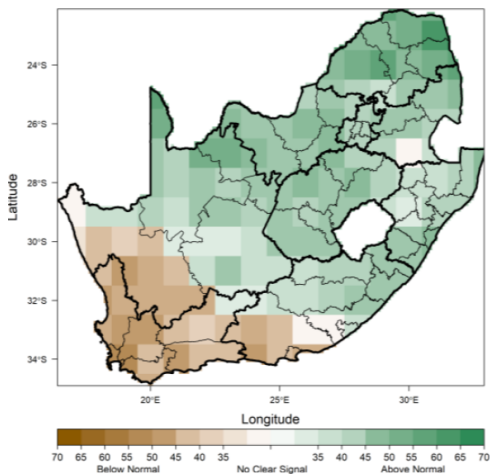 24°S
26°S
28°S
Latitude
30°S
32°S
34°S
20°E 25°E 30°E
Longitude
70 65 60 55 50 45 40 35 35 40 45 50 55 60 65 70
Below Normal No Clear Signal Above Normal